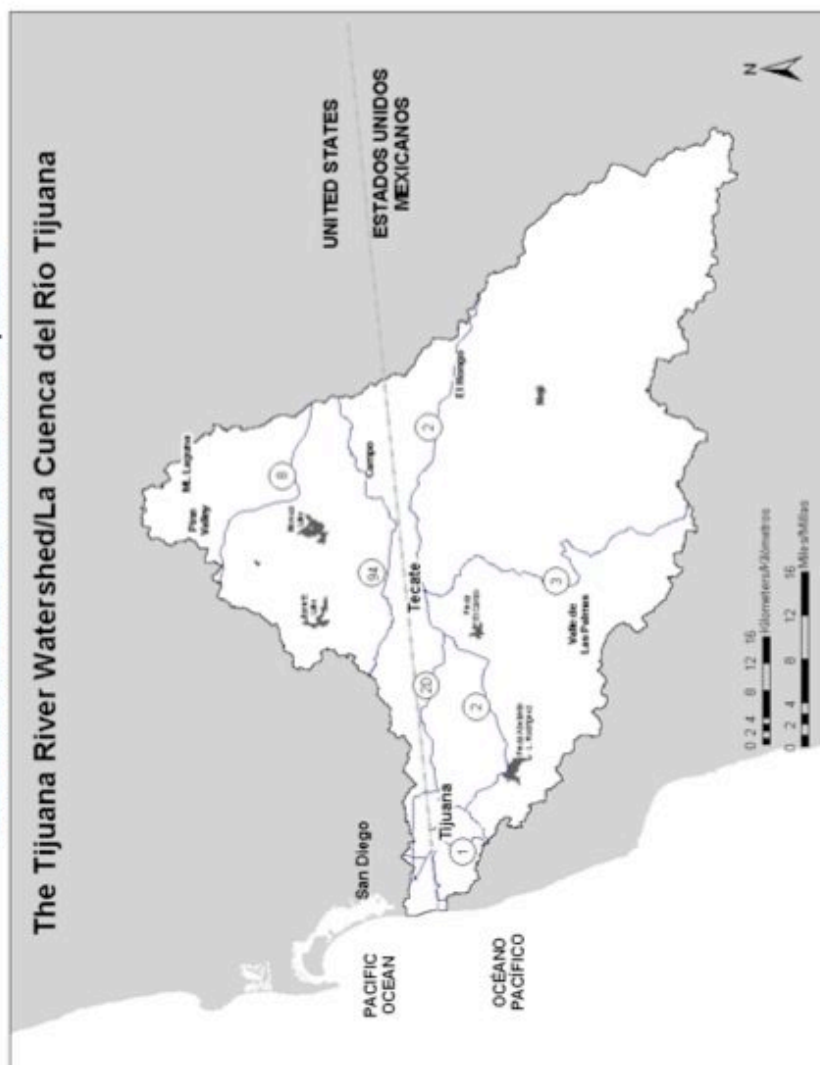 The Tijuana River Watershed/La Cuenca del Río Tijuana
UNITED STATES
ESTADOS UNIDOS
MEXICANOS
N
Mt. Laguna
Pine
Valley
8
Campo
94
El Hongo
2
Neji
Tecate
20
3
2
Valle de
Las Palmas
Tijuana
1
San Diego
PACIFIC
OCEAN
OCÉANO
PACÍFICO
0 2 4 8 12 16
Kilometers/Kilómetros
0 2 4 8 12 16
Miles/Millas